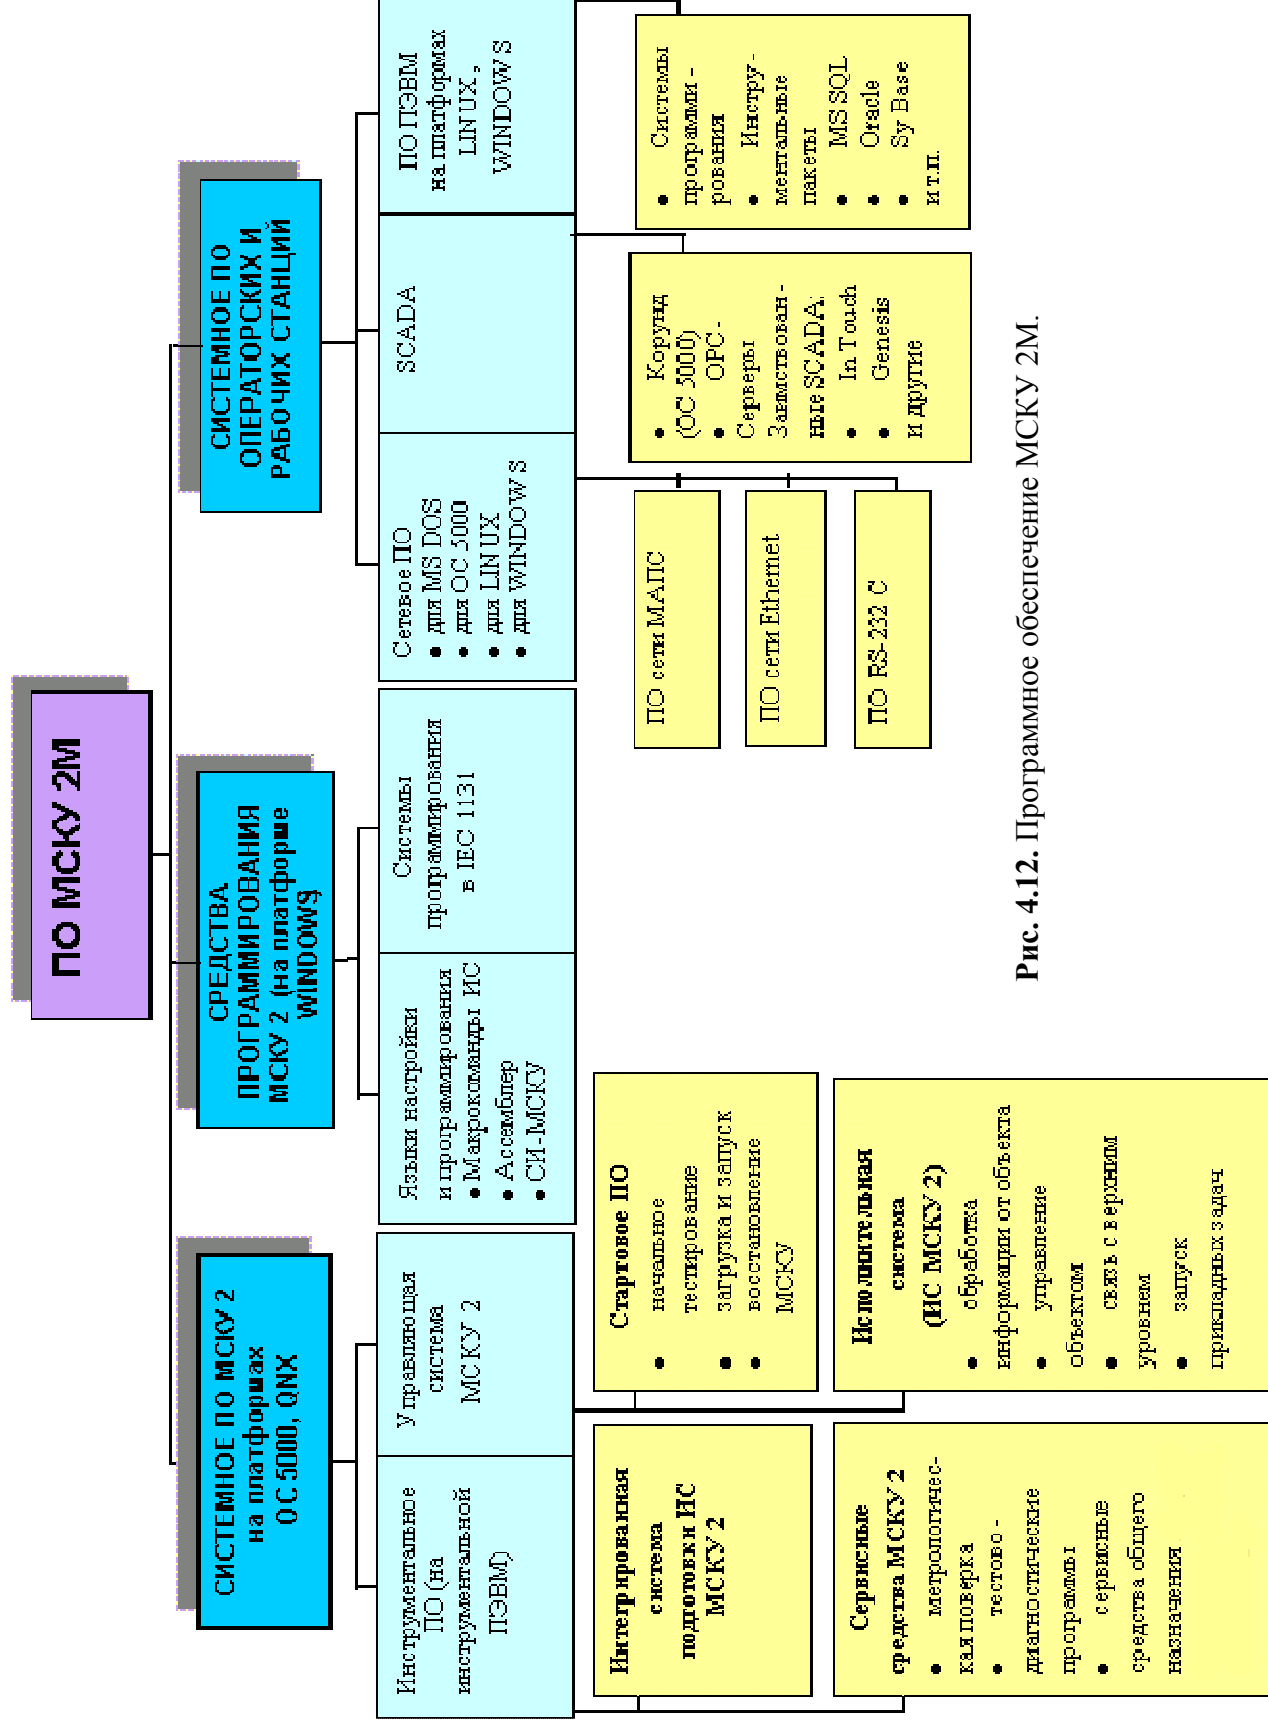 ПО МСКУ 2М
СИСТЕМНОЕ ПО МСКУ 2
на платформах
ОС 5000, QNX
СРЕДСТВА
ПРОГРАММИРОВАНИЯ
МСКУ 2 (на платформе
WINDOWS)
СИСТЕМНОЕ ПО
ОПЕРАТОРСКИХ И
РАБОЧИХ СТАНЦИЙ
Инструментальное
ПО (на
инструментальной
ПЭВМ)
Управляющая
система
МСКУ 2
Языки настройки
и программирования
● Макрокоманды ИС
● Ассемблер
● СИ-МСКУ
Системы
программирования
в IEC 1131
Сетевое ПО
● для MS DOS
● для ОС 5000
● для LINUX
● для WINDOWS
SCADA
ПО ПЭВМ
на платформах
LINUX,
WINDOWS
Интегрированная
система
подготовки ИС
МСКУ 2
Стартовое ПО
● начальное
тестирование
● загрузка и запуск
● восстановление
МСКУ
Сервисные
средства МСКУ 2
● метрологичес-
кая поверка
● тестово -
диагностические
программы
● сервисные
средства общего
назначения
Исполнительная
система
(ИС МСКУ 2)
● обработка
информации от объекта
● управление
объектом
● связь с верхним
уровнем
● запуск
прикладных задач
ПО сети МАПС
ПО сети Ethernet
ПО RS-232 C
● Корунд
(ОС 5000)
● ОРС-
Серверы
Заимствован -
ные SCADA:
● In Touch
● Genesis
и другие
● Системы
программи -
рования
● Инстру -
ментальные
пакеты
● MS SQL
● Oracle
● Sy Base
и т.п.
Рис. 4.12. Программное обеспечение МСКУ 2М.